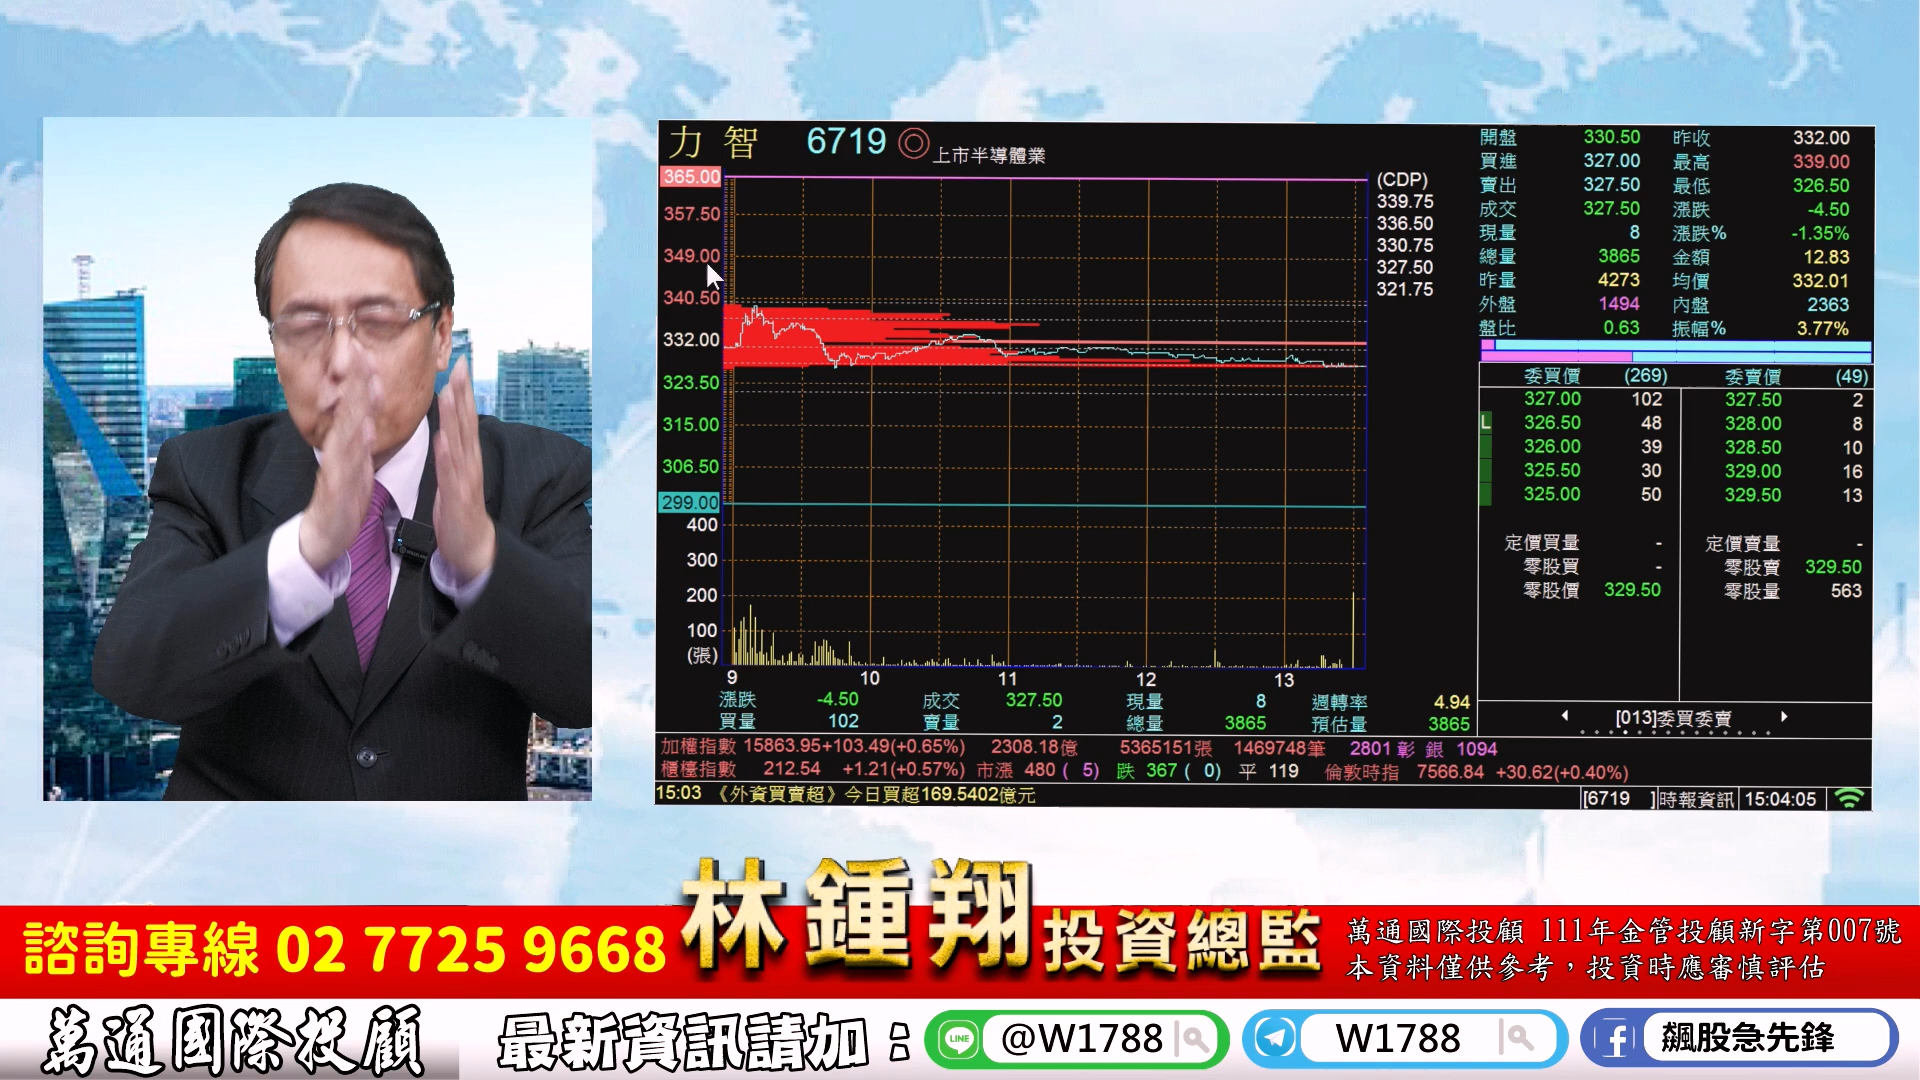 力智 6719 ◎ 上市半導體業
365.00
357.50
349.00
340.50
332.00
323.50
315.00
306.50
299.00
400
300
200
100
(張)
9 10 11 12 13
(CDP)
339.75
336.50
330.75
327.50
321.75
漲跌 -4.50 成交 327.50 現量 8 週轉率 4.94
買量 102 賣量 2 總量 3865 預估量 3865
開盤 330.50 昨收 332.00
買進 327.00 最高 339.00
賣出 327.50 最低 326.50
成交 327.50 漲跌 -4.50
現量 8 漲跌% -1.35%
總量 3865 金額 12.83
昨量 4273 均價 332.01
外盤 1494 內盤 2363
盤比 0.63 振幅% 3.77%
委買價 (269) 委賣價 (49)
327.00 102 327.50 2
L 326.50 48 328.00 8
326.00 39 328.50 10
325.50 30 329.00 16
325.00 50 329.50 13
定價買量 - 定價賣量 -
零股買 - 零股賣 329.50
零股價 329.50 零股量 563
[013]委買委賣
加權指數 15863.95+103.49(+0.65%) 2308.18億 5365151張 1469748筆 2801 彰 銀 1094
櫃檯指數 212.54 +1.21(+0.57%) 市漲 480 ( 5) 跌 367 ( 0) 平 119 倫敦時指 7566.84 +30.62(+0.40%)
15:03 《外資買賣超》今日買超169.5402億元 [6719 ] 時報資訊 15:04:05
諮詢專線 02 7725 9668
林鍾翔 投資總監
萬通國際投顧 111年金管投顧新字第007號
本資料僅供參考，投資時應審慎評估
萬通國際投顧
最新資訊請加：
LINE @W1788
W1788
飆股急先鋒